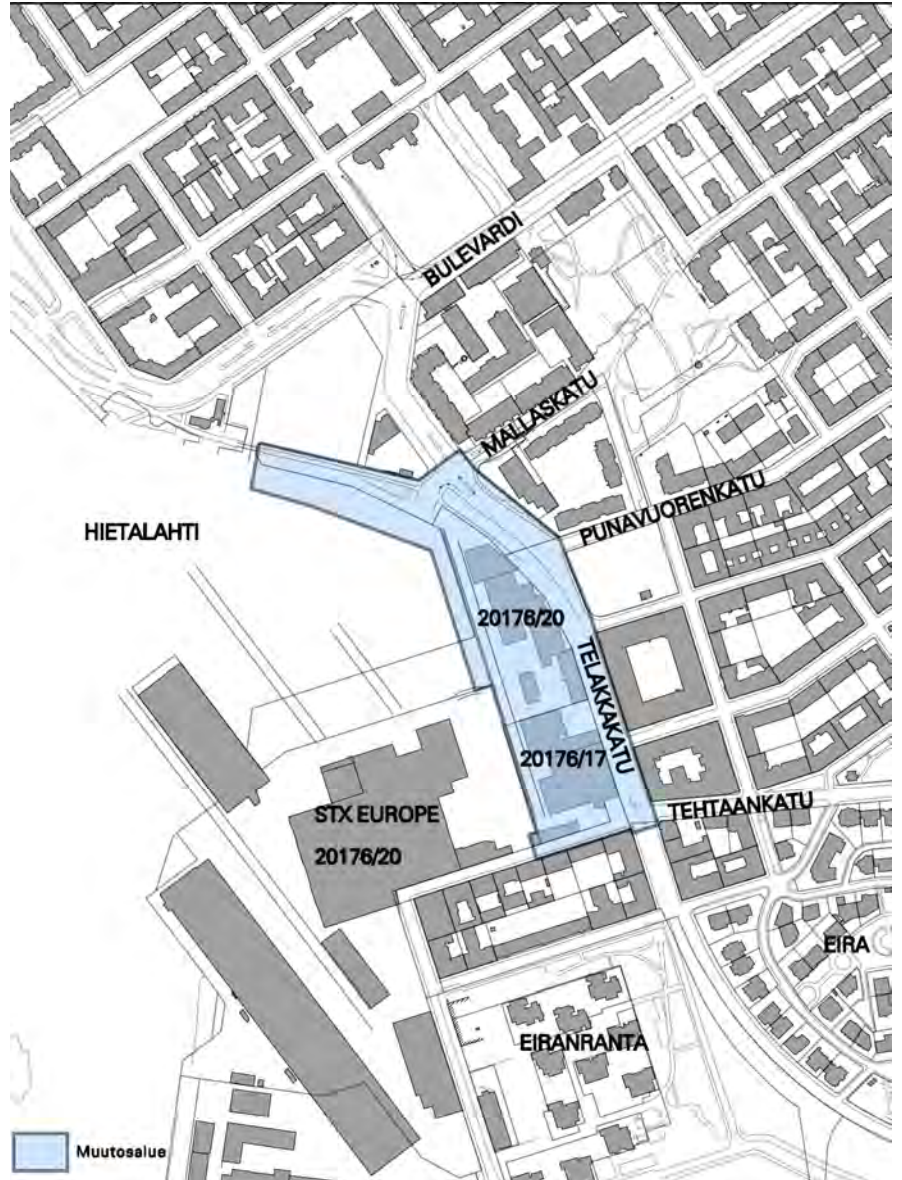 BULEVARDI
MALLASKATU
PUNAVUORENKATU
HIETALAHTI
20176/20
TELAKKAKATU
20176/17
TEHTAANKATU
STX EUROPE
20176/20
EIRA
EIRANRANTA
Muutosalue